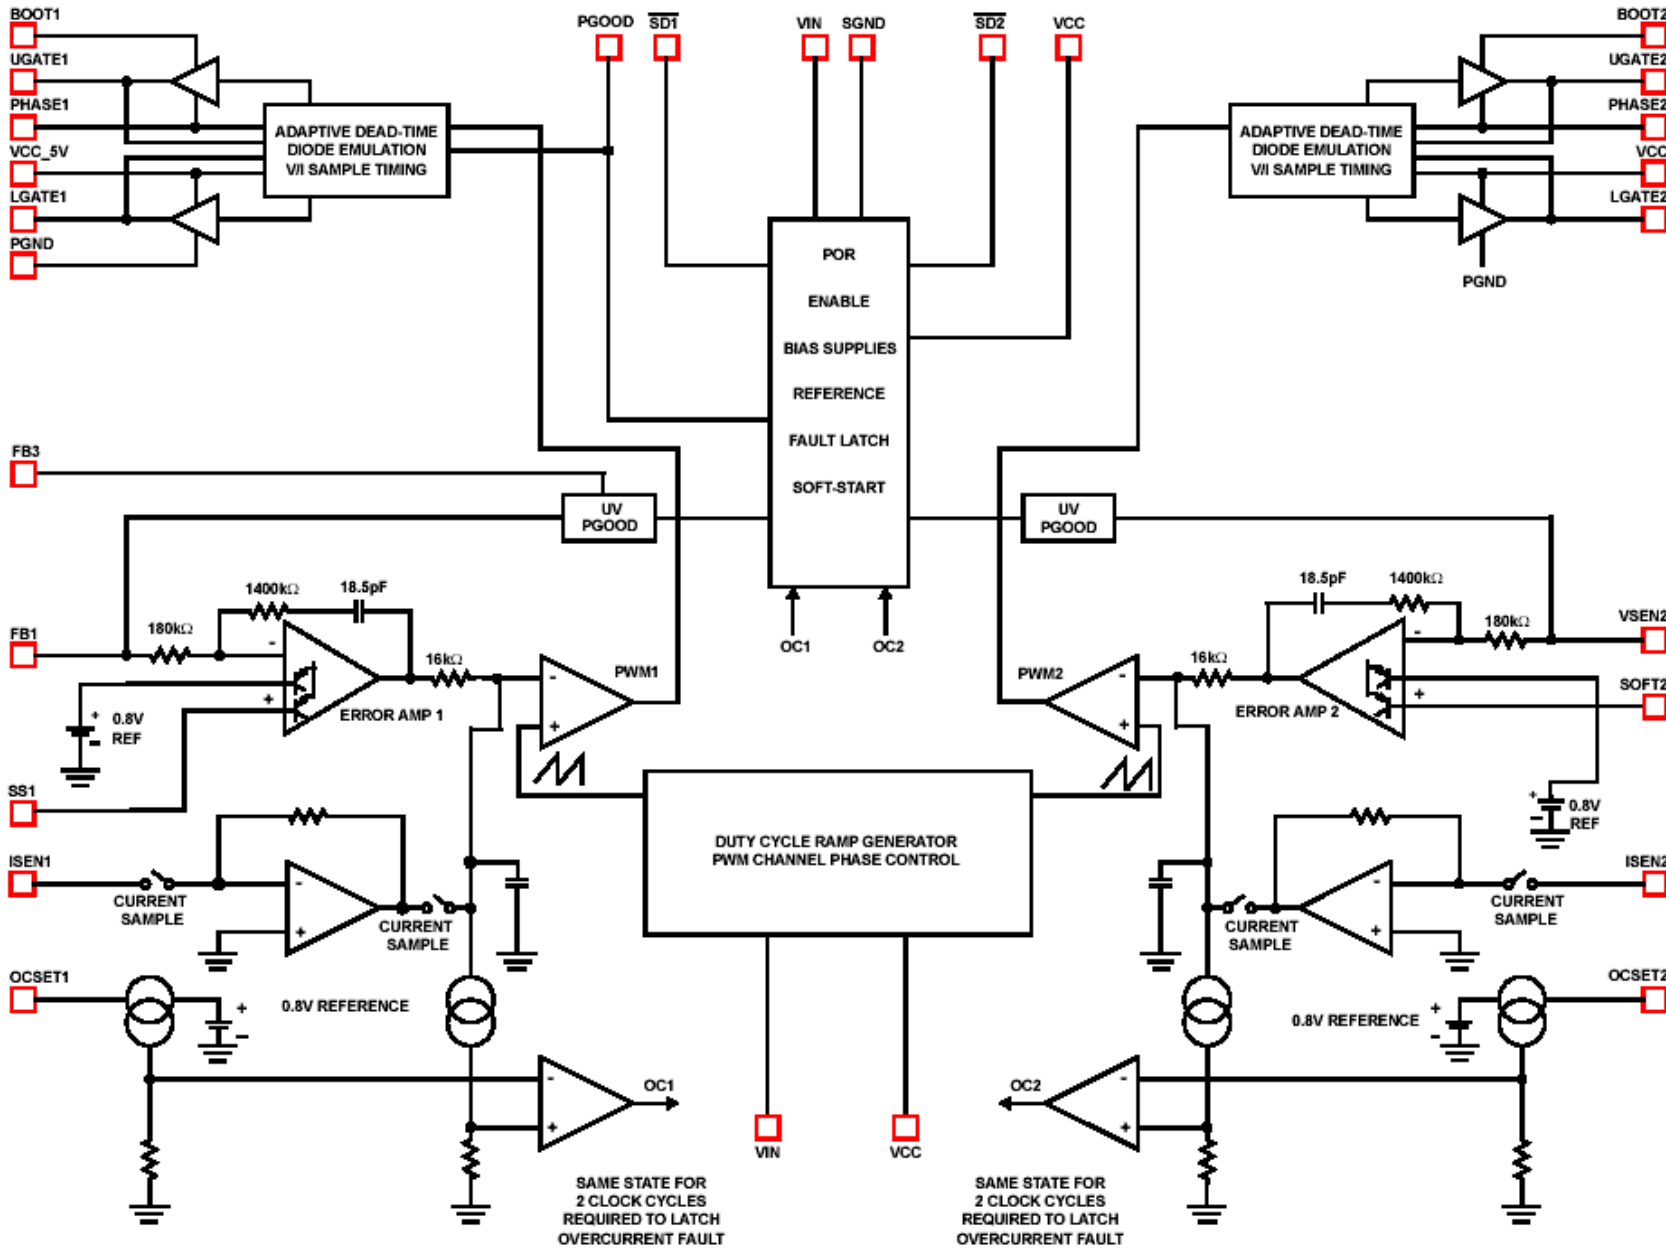 BOOT1
UGATE1
PHASE1
VCC_5V
LGATE1
PGND
ADAPTIVE DEAD-TIME
DIODE EMULATION
V/I SAMPLE TIMING
PGOOD
SD1
VIN
SGND
SD2
VCC
BOOT2
UGATE2
PHASE2
VCC
LGATE2
ADAPTIVE DEAD-TIME
DIODE EMULATION
V/I SAMPLE TIMING
PGND
POR
ENABLE
BIAS SUPPLIES
REFERENCE
FAULT LATCH
SOFT-START
OC1
OC2
FB3
UV
PGOOD
UV
PGOOD
1400kΩ
18.5pF
180kΩ
FB1
-
+
16kΩ
ERROR AMP 1
+
-
0.8V
REF
SS1
PWM1
-
+
18.5pF
1400kΩ
180kΩ
VSEN2
-
+
16kΩ
ERROR AMP 2
SOFT2
PWM2
-
+
+
-
0.8V
REF
DUTY CYCLE RAMP GENERATOR
PWM CHANNEL PHASE CONTROL
ISEN1
CURRENT
SAMPLE
-
+
CURRENT
SAMPLE
ISEN2
CURRENT
SAMPLE
-
+
CURRENT
SAMPLE
OCSET1
+
-
0.8V REFERENCE
-
+
OC1
OCSET2
+
-
0.8V REFERENCE
-
+
OC2
VIN
VCC
SAME STATE FOR
2 CLOCK CYCLES
REQUIRED TO LATCH
OVERCURRENT FAULT
SAME STATE FOR
2 CLOCK CYCLES
REQUIRED TO LATCH
OVERCURRENT FAULT